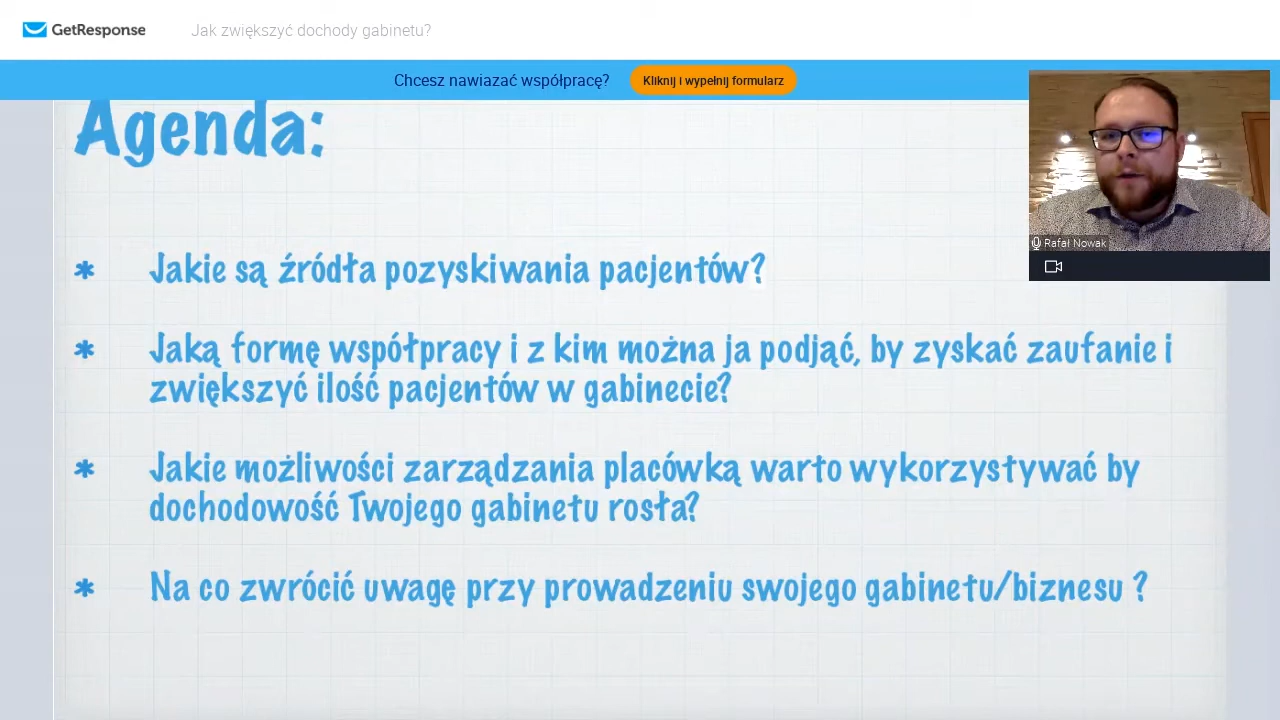 GetResponse
Jak zwiększyć dochody gabinetu?
Chcesz nawiazać współpracę?
Kliknij i wypełnij formularz
Agenda:
* Jakie są źródła pozyskiwania pacjentów?
* Jaką formę współpracy i z kim można ja podjąć, by zyskać zaufanie i
zwiększyć ilość pacjentów w gabinecie?
* Jakie możliwości zarządzania placówką warto wykorzystywać by
dochodowość Twojego gabinetu rosła?
* Na co zwrócić uwagę przy prowadzeniu swojego gabinetu/biznesu ?
Rafał Nowak